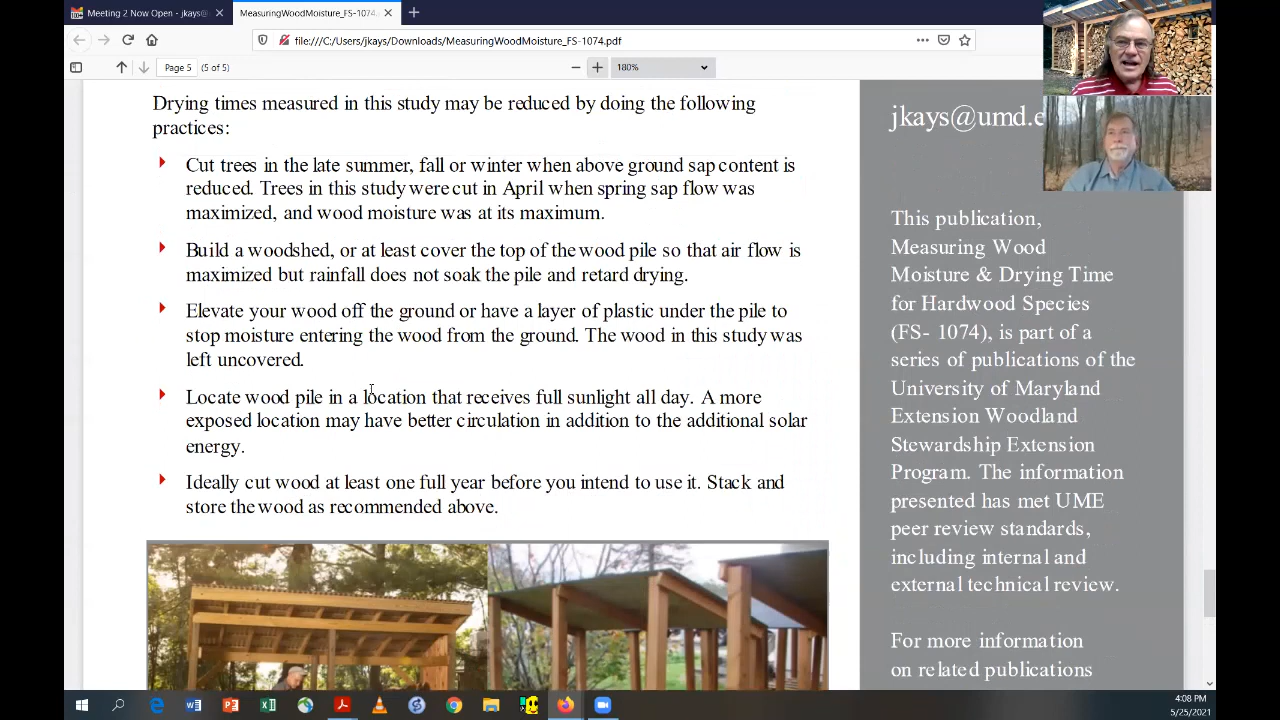 Meeting 2 Now Open - jkays@
MeasuringWoodMoisture_FS-1074.
file:///C:/Users/jkays/Downloads/MeasuringWoodMoisture_FS-1074.pdf
Page 5
(5 of 5)
180%
Drying times measured in this study may be reduced by doing the following
practices:
Cut trees in the late summer, fall or winter when above ground sap content is
reduced. Trees in this study were cut in April when spring sap flow was
maximized, and wood moisture was at its maximum.
Build a woodshed, or at least cover the top of the wood pile so that air flow is
maximized but rainfall does not soak the pile and retard drying.
Elevate your wood off the ground or have a layer of plastic under the pile to
stop moisture entering the wood from the ground. The wood in this study was
left uncovered.
Locate wood pile in a location that receives full sunlight all day. A more
exposed location may have better circulation in addition to the additional solar
energy.
Ideally cut wood at least one full year before you intend to use it. Stack and
store the wood as recommended above.
jkays@umd.e
This publication,
Measuring Wood
Moisture & Drying Time
for Hardwood Species
(FS- 1074), is part of a
series of publications of the
University of Maryland
Extension Woodland
Stewardship Extension
Program. The information
presented has met UME
peer review standards,
including internal and
external technical review.
For more information
on related publications
4:08 PM
5/25/2021